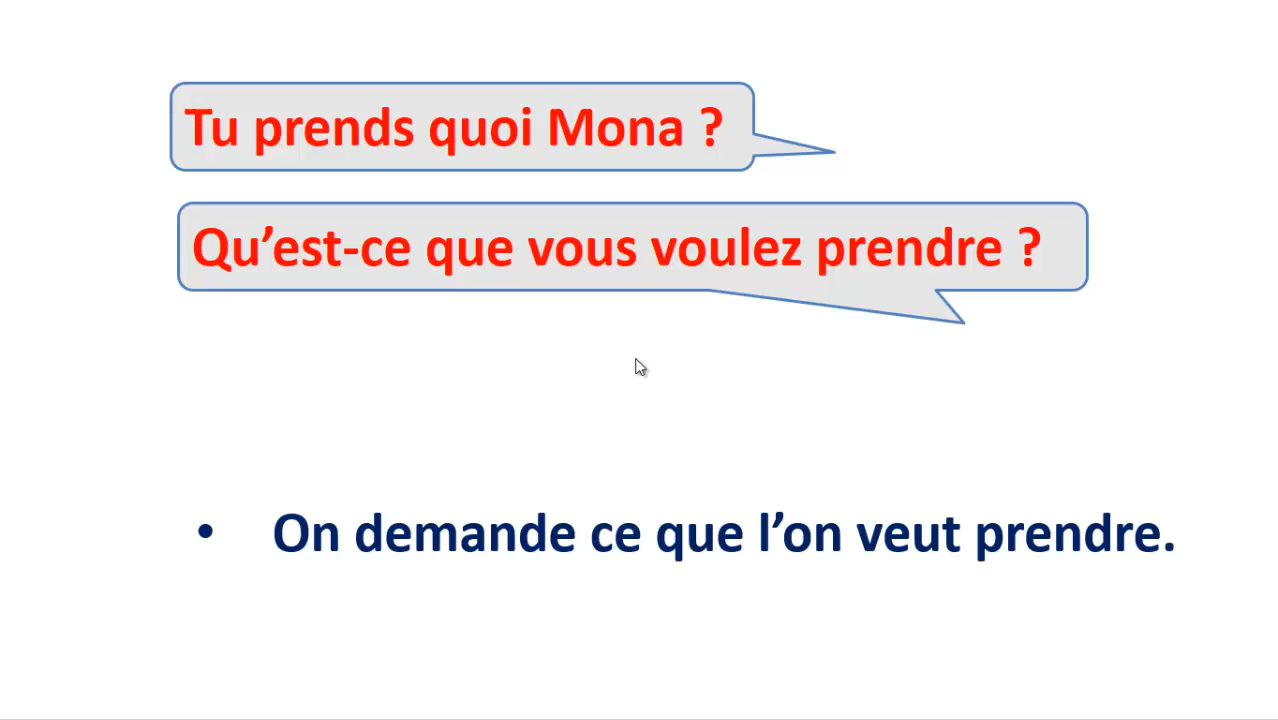 Tu prends quoi Mona ?
Qu’est-ce que vous voulez prendre ?
• On demande ce que l’on veut prendre.